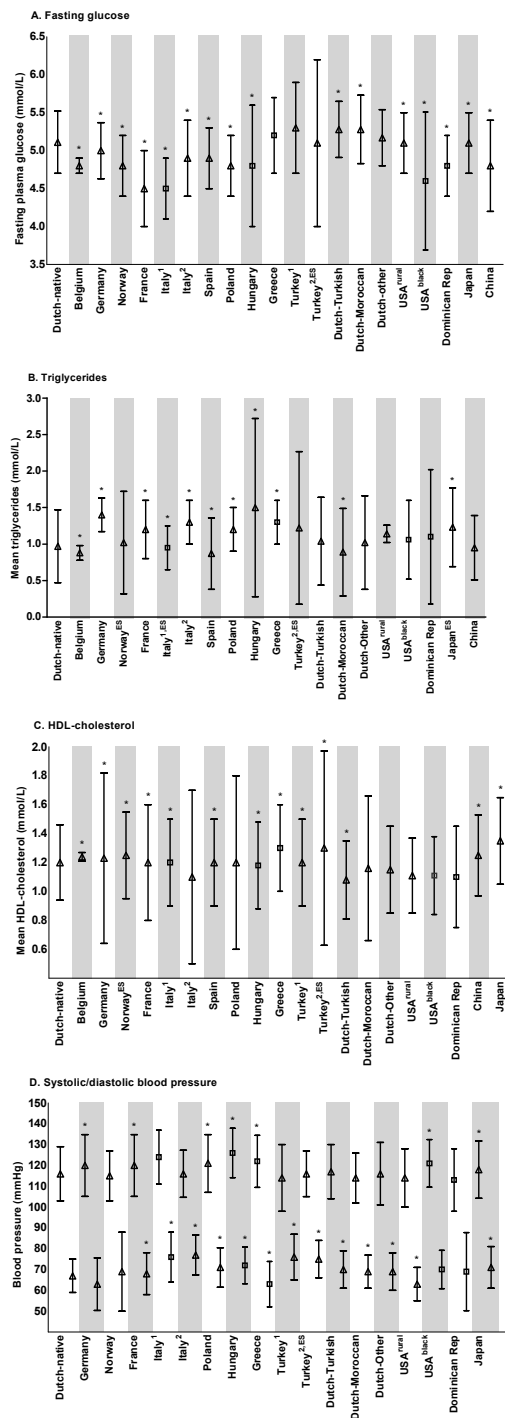 A. Fasting glucose
Fasting plasma glucose (mmol/L)
6.5
6.0
5.5
5.0
4.5
4.0
3.5
* * * * * * * * * * * * * * * *
Dutch-native
Belgium
Germany
Norway
France
Italy1
Italy2
Spain
Poland
Hungary
Greece
Turkey1
Turkey2,ES
Dutch-Turkish
Dutch-Moroccan
Dutch-other
USArural
USAblack
Dominican Rep
Japan
China
B. Triglycerides
Mean triglycerides (mmol/L)
3.0
2.5
2.0
1.5
1.0
0.5
0.0
* * * * * * * * * * *
Dutch-native
Belgium
Germany
NorwayES
France
Italy1,ES
Italy2
Spain
Poland
Hungary
Greece
Turkey2,ES
Dutch-Turkish
Dutch-Moroccan
Dutch-Other
USArural
USAblack
Dominican Rep
JapanES
China
C. HDL-cholesterol
Mean HDL-cholesterol (mmol/L)
2.0
1.8
1.6
1.4
1.2
1.0
0.6
* * * * * * * * * * * * *
Dutch-native
Belgium
Germany
NorwayES
France
Italy1
Italy2
Spain
Poland
Hungary
Greece
Turkey1
Turkey2,ES
Dutch-Turkish
Dutch-Moroccan
Dutch-Other
USArural
USAblack
Dominican Rep
China
Japan
D. Systolic/diastolic blood pressure
Blood pressure (mmHg)
150
140
130
120
110
100
90
80
70
60
50
* * * * * * *
* * * * * * * * * * * * *
Dutch-native
Germany
Norway
France
Italy1
Italy2
Poland
Hungary
Greece
Turkey1
Turkey2,ES
Dutch-Turkish
Dutch-Moroccan
Dutch-Other
USArural
USAblack
Dominican Rep
Japan